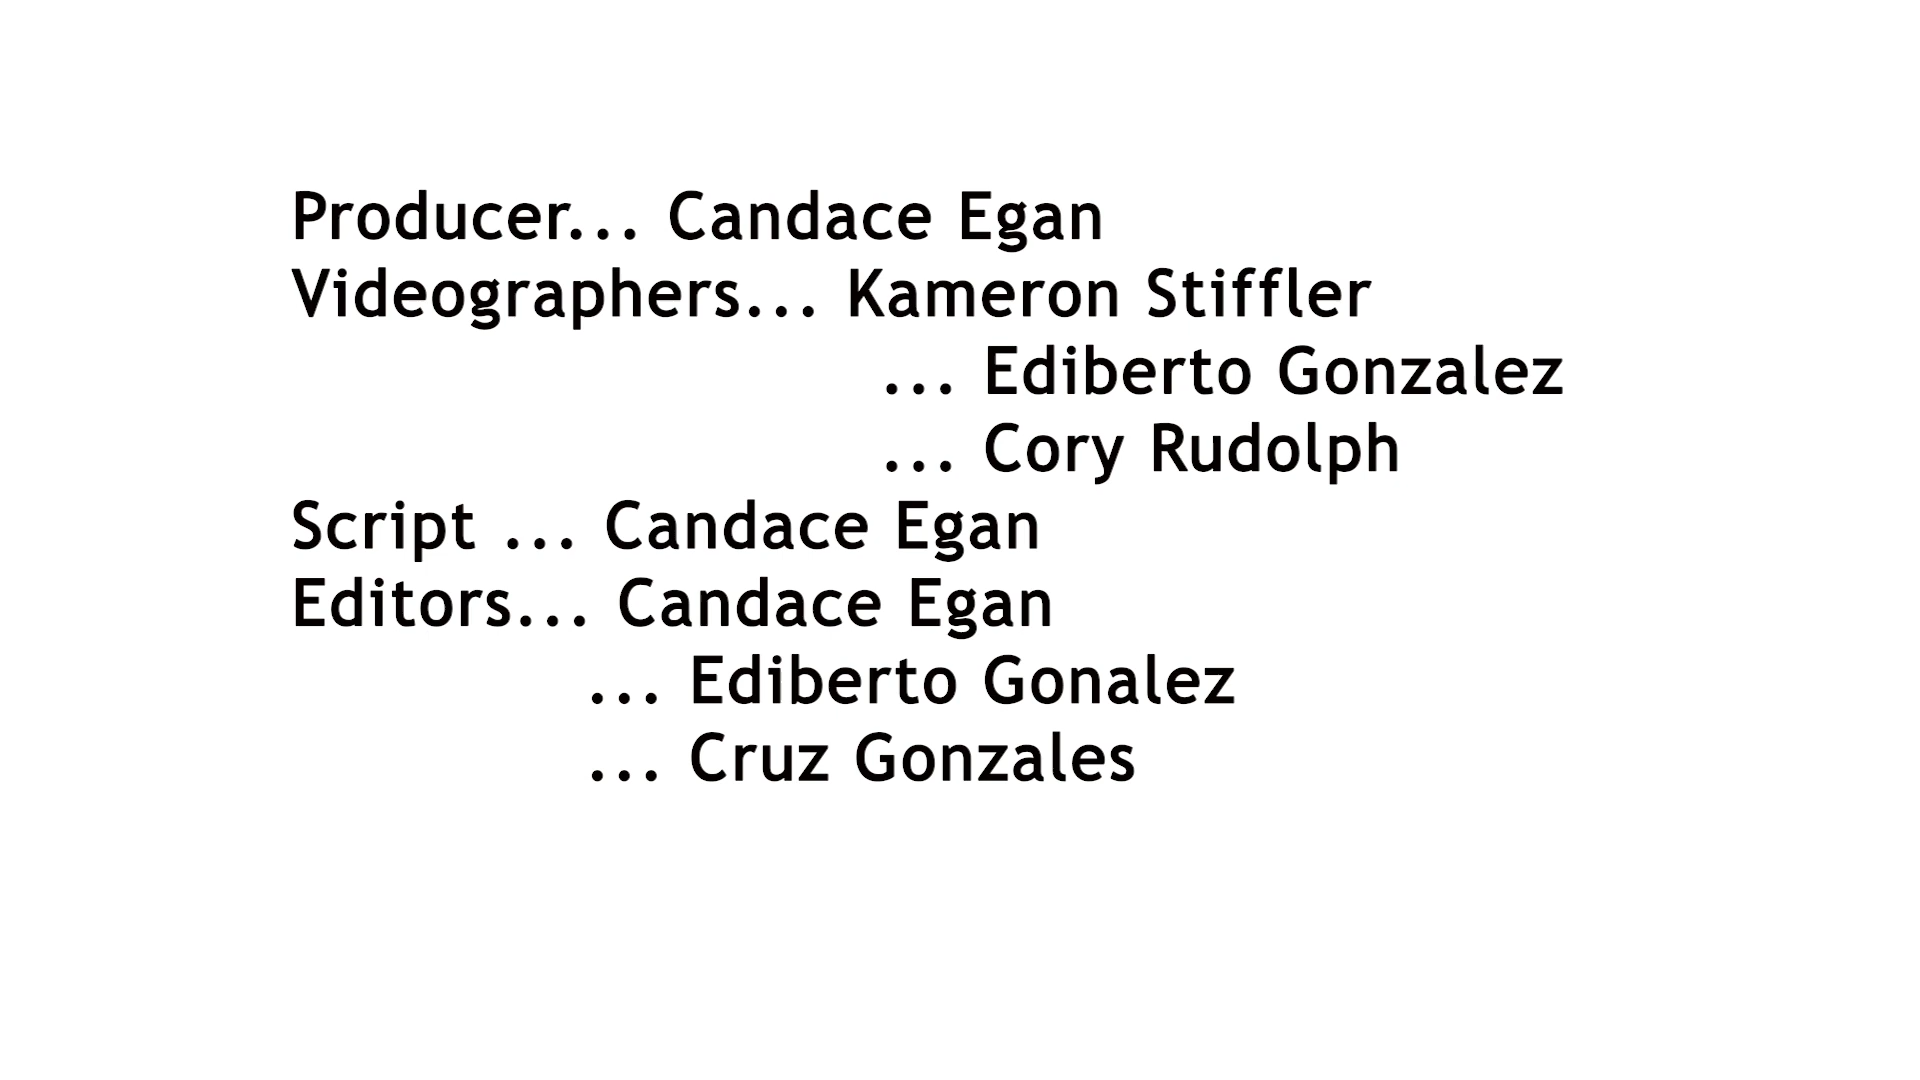 Producer... Candace Egan
Videographers... Kameron Stiffler
... Ediberto Gonzalez
... Cory Rudolph
Script ... Candace Egan
Editors... Candace Egan
... Ediberto Gonalez
... Cruz Gonzales